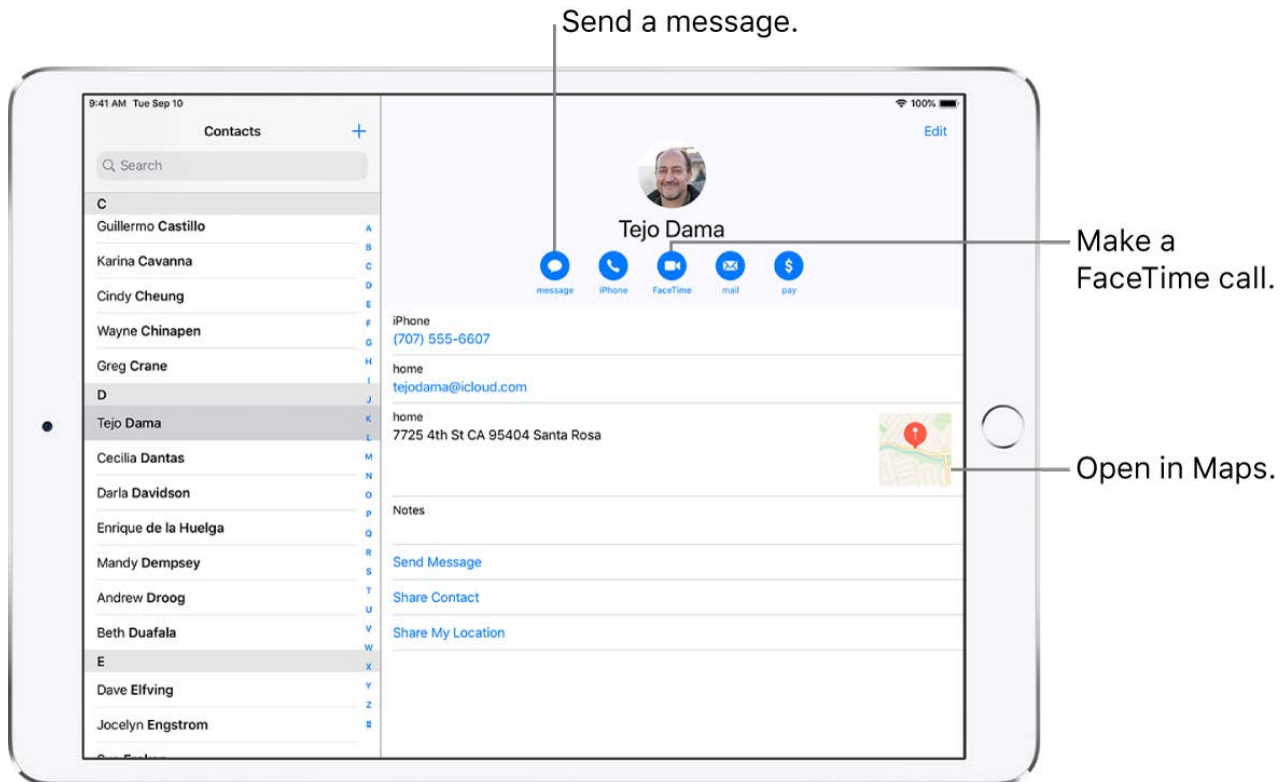 Send a message.
9:41 AM Tue Sep 10
100%
Contacts
+
Edit
Search
C
Guillermo Castillo
Karina Cavanna
Cindy Cheung
Wayne Chinapen
Greg Crane
D
Tejo Dama
Cecilia Dantas
Darla Davidson
Enrique de la Huelga
Mandy Dempsey
Andrew Droog
Beth Duafala
E
Dave Elfving
Jocelyn Engstrom
A
B
C
D
E
F
G
H
I
J
K
L
M
N
O
P
Q
R
S
T
U
V
W
X
Y
Z
#
Tejo Dama
$
message iPhone FaceTime mail pay
iPhone
(707) 555-6607
home
tejodama@icloud.com
home
7725 4th St CA 95404 Santa Rosa
Notes
Send Message
Share Contact
Share My Location
Make a
FaceTime call.
Open in Maps.